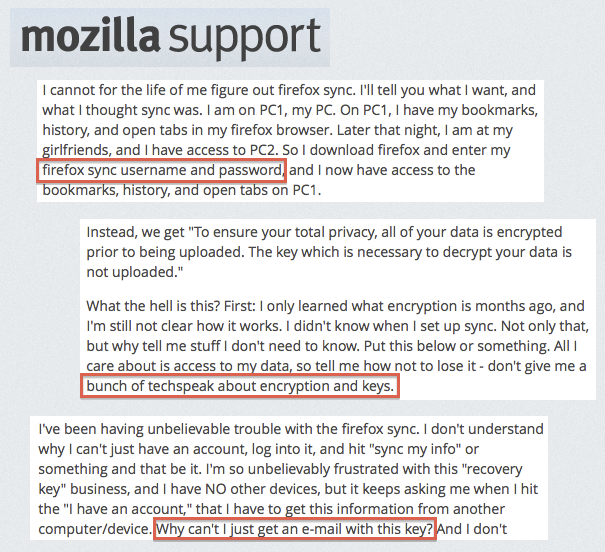 mozilla support
I cannot for the life of me figure out firefox sync. I'll tell you what I want, and
what I thought sync was. I am on PC1, my PC. On PC1, I have my bookmarks,
history, and open tabs in my firefox browser. Later that night, I am at my
girlfriends, and I have access to PC2. So I download firefox and enter my
firefox sync username and password, and I now have access to the
bookmarks, history, and open tabs on PC1.
Instead, we get "To ensure your total privacy, all of your data is encrypted
prior to being uploaded. The key which is necessary to decrypt your data is
not uploaded."
What the hell is this? First: I only learned what encryption is months ago, and
I'm still not clear how it works. I didn't know when I set up sync. Not only that,
but why tell me stuff I don't need to know. Put this below or something. All I
care about is access to my data, so tell me how not to lose it - don't give me a
bunch of techspeak about encryption and keys.
I've been having unbelievable trouble with the firefox sync. I don't understand
why I can't just have an account, log into it, and hit "sync my info" or
something and that be it. I'm so unbelievably frustrated with this "recovery
key" business, and I have NO other devices, but it keeps asking me when I hit
the "I have an account," that I have to get this information from another
computer/device. Why can't I just get an e-mail with this key? And I don't